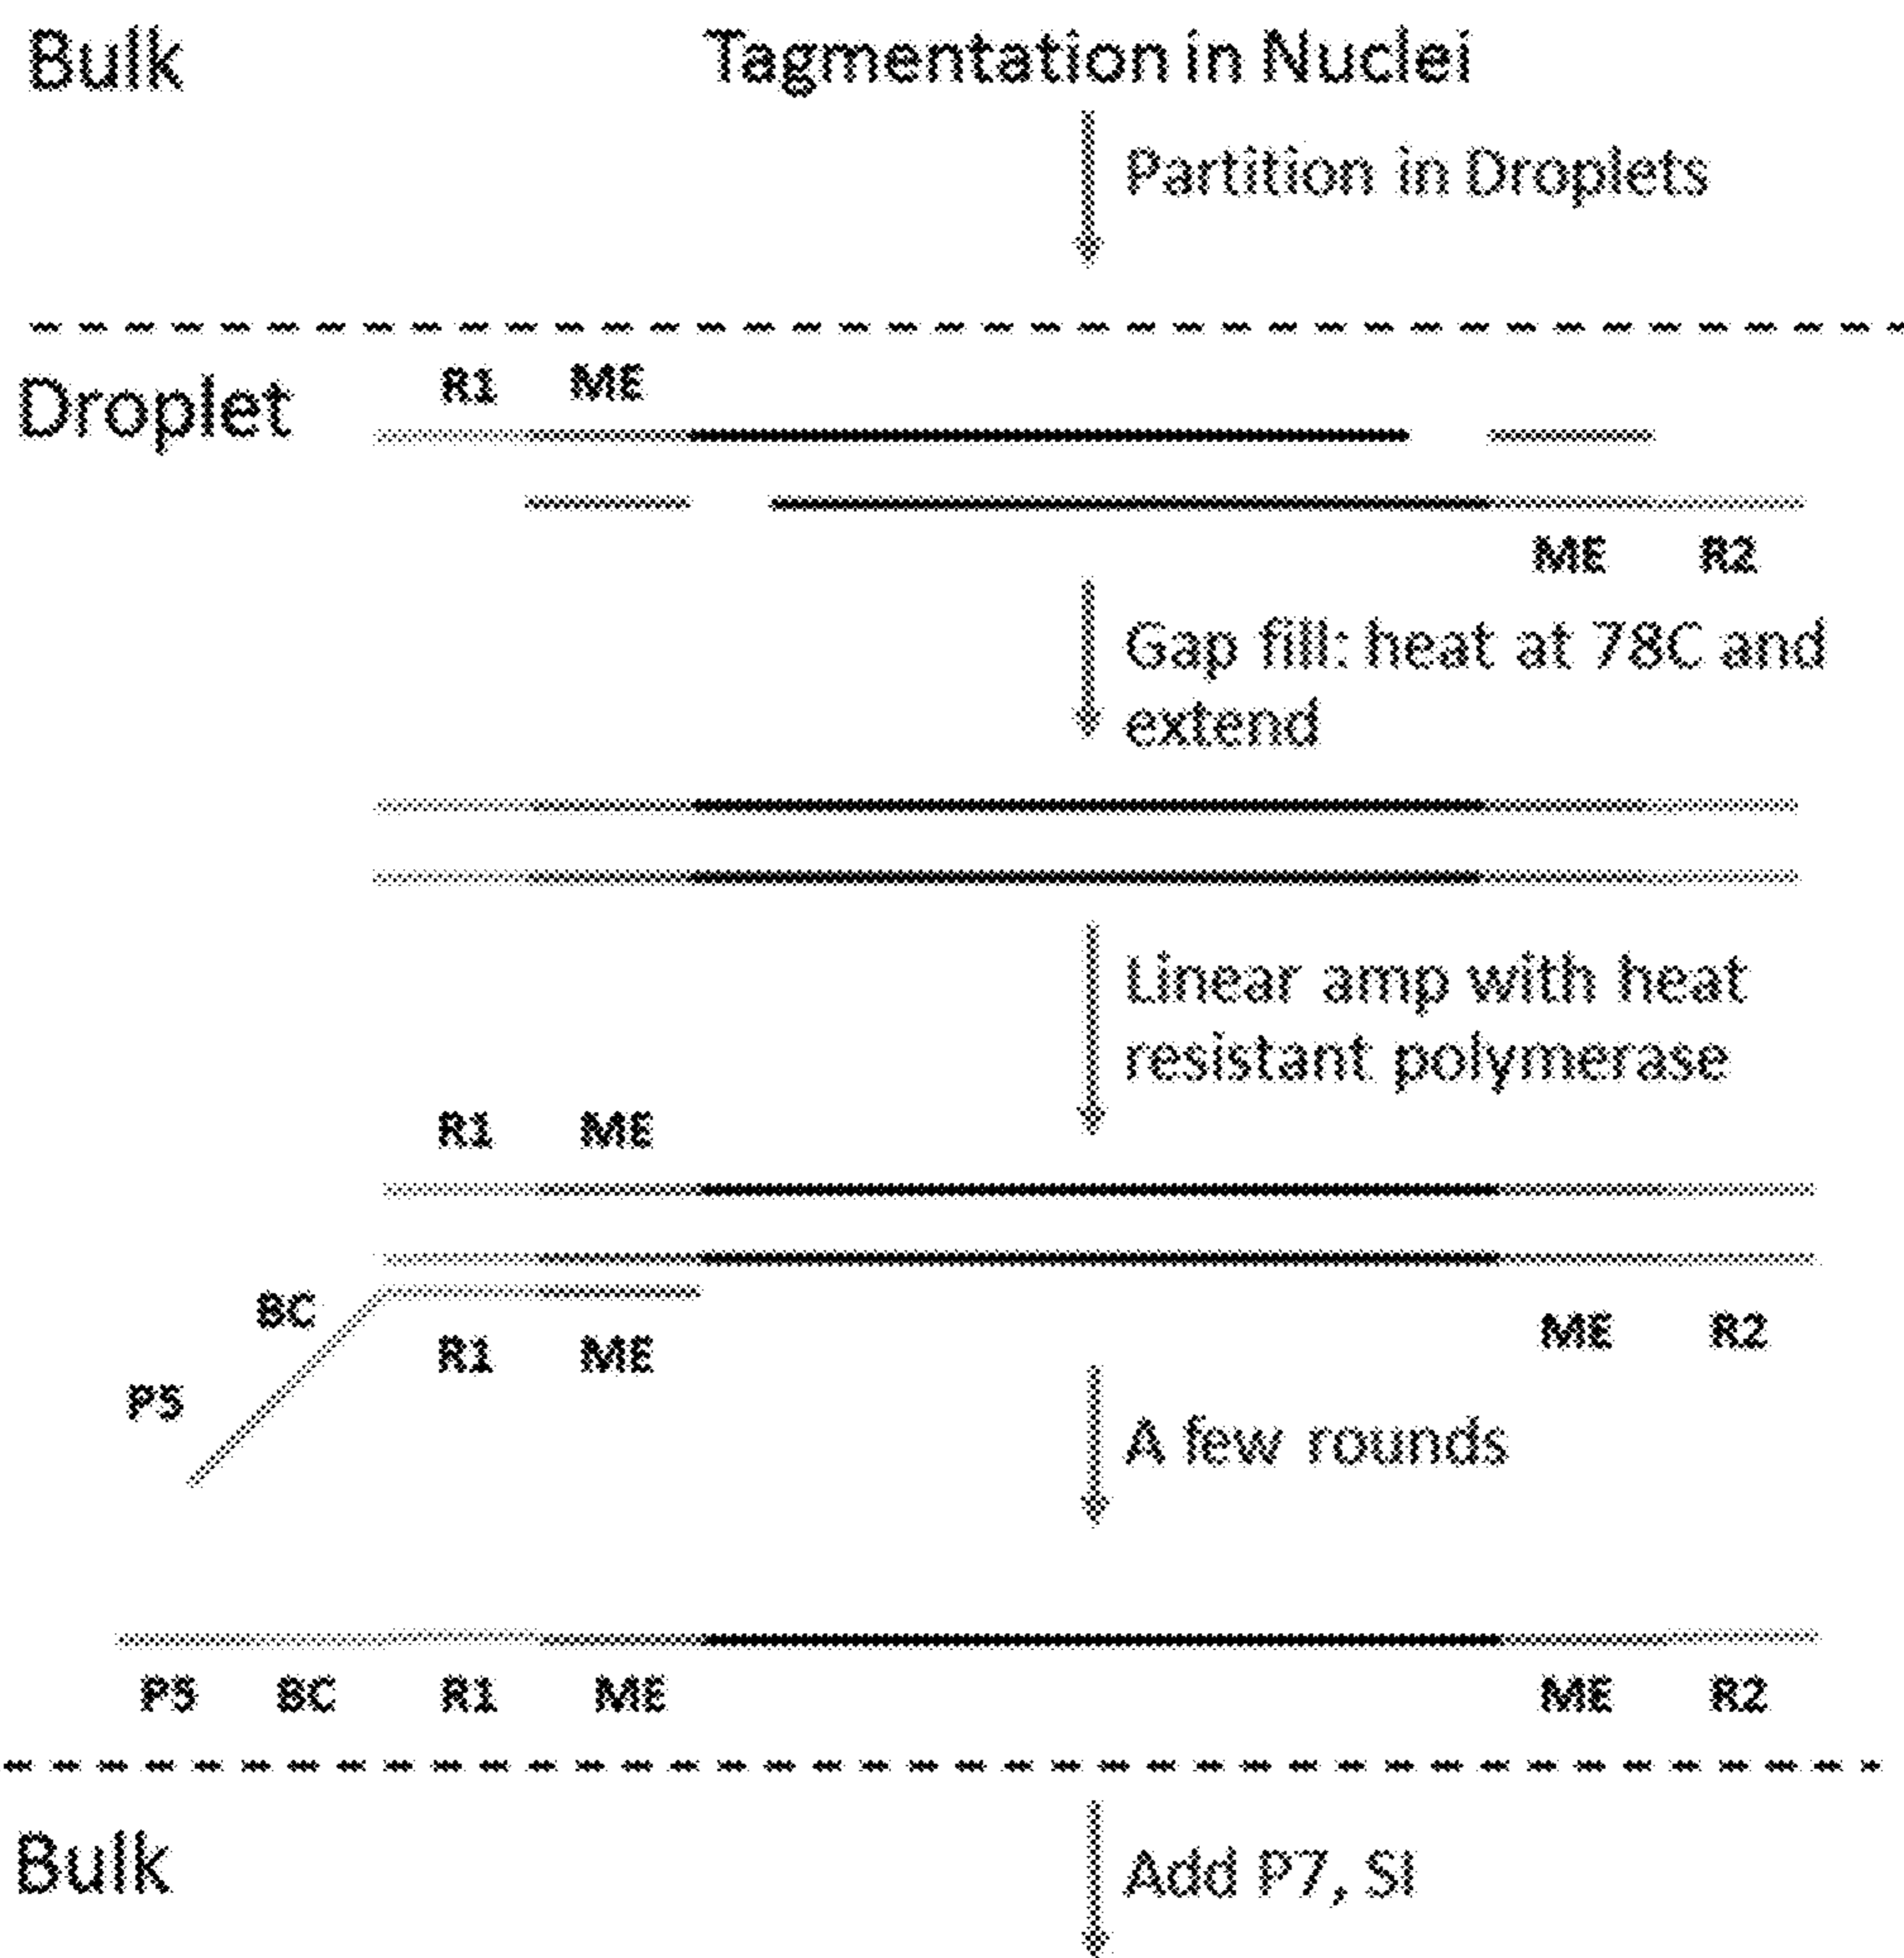 Bulk
Tagmentation in Nuclei
Partition in Droplets
Droplet
R1 ME
ME R2
Gap fill: heat at 78C and
extend
Linear amp with heat
resistant polymerase
R1 ME
BC
R1 ME
ME R2
P5
A few rounds
P5 BC R1 ME ME R2
Bulk
Add P7, SI